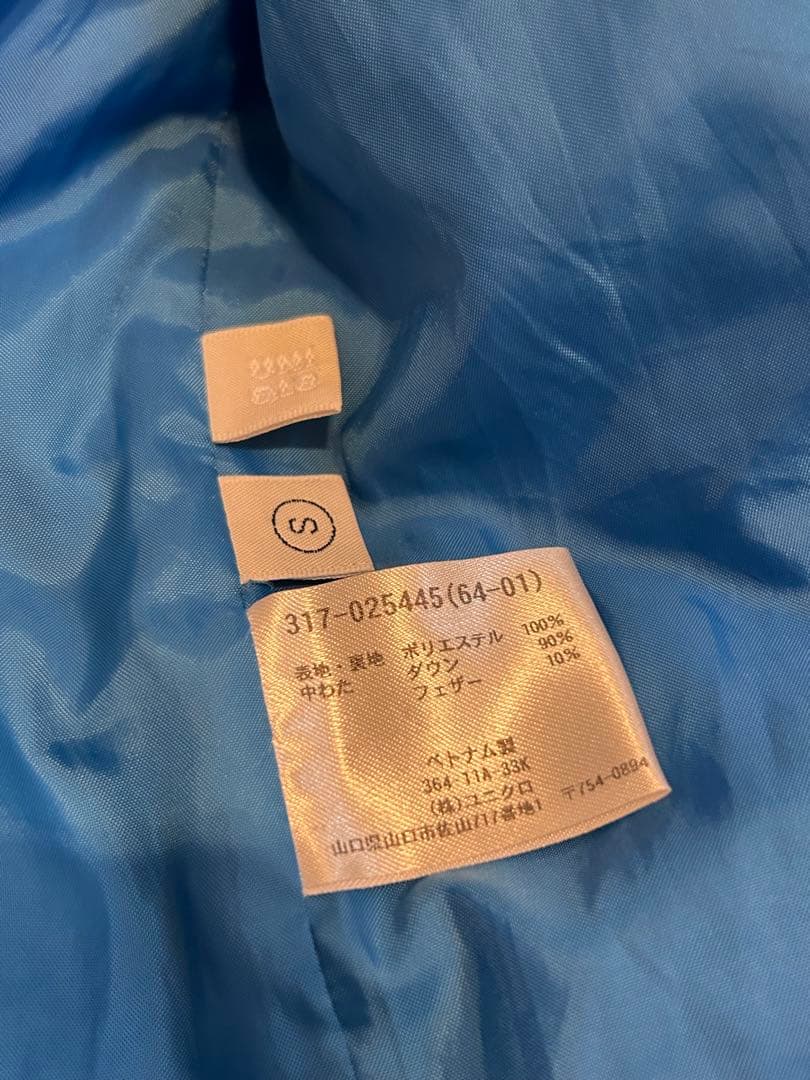 S
317-025445(64-01)
表地・裏地 ポリエステル 100%
中わた ダウン 90%
フェザー 10%
ベトナム製
364-11A-33K
(株)ユニクロ 〒754-0894
山口県山口市佐山717番地1